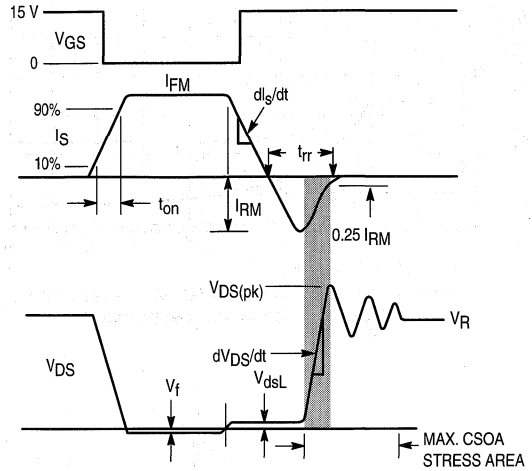 15 V
VGS
0
IFM
90%
dIs/dt
IS
trr
10%
ton
IRM
0.25 IRM
VDS(pk)
VR
dVDS/dt
VDS
Vf
VdsL
MAX. CSOA
STRESS AREA